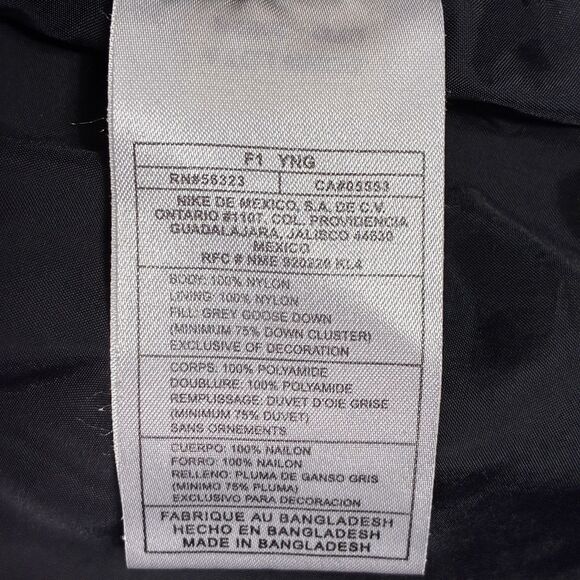 F1 YNG
RN#56323 CA#05553
NIKE DE MEXICO, S.A. DE C.V.
ONTARIO #1107, COL. PROVIDENCIA
GUADALAJARA, JALISCO 44630
MEXICO
RFC # NME 920220 KL4
BODY: 100% NYLON
LINING: 100% NYLON
FILL: GREY GOOSE DOWN
(MINIMUM 75% DOWN CLUSTER)
EXCLUSIVE OF DECORATION
CORPS: 100% POLYAMIDE
DOUBLURE: 100% POLYAMIDE
REMPLISSAGE: DUVET D'OIE GRISE
(MINIMUM 75% DUVET)
SANS ORNEMENTS
CUERPO: 100% NAILON
FORRO: 100% NAILON
RELLENO: PLUMA DE GANSO GRIS
(MINIMO 75% PLUMA)
EXCLUSIVO PARA DECORACION
FABRIQUE AU BANGLADESH
HECHO EN BANGLADESH
MADE IN BANGLADESH